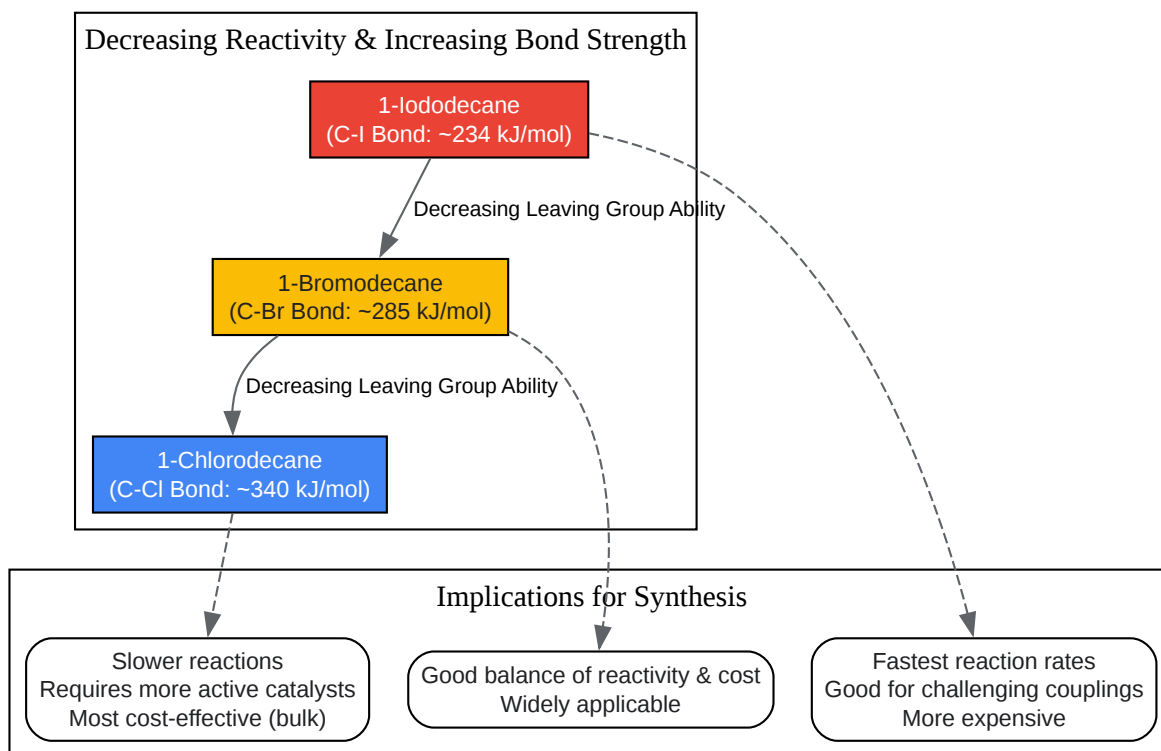 Decreasing Reactivity & Increasing Bond Strength
1-Iododecane
(C-I Bond: ~234 kJ/mol)
Decreasing Leaving Group Ability
1-Bromodecane
(C-Br Bond: ~285 kJ/mol)
Decreasing Leaving Group Ability
1-Chlorodecane
(C-Cl Bond: ~340 kJ/mol)
Implications for Synthesis
Slower reactions
Requires more active catalysts
Most cost-effective (bulk)
Good balance of reactivity & cost
Widely applicable
Fastest reaction rates
Good for challenging couplings
More expensive